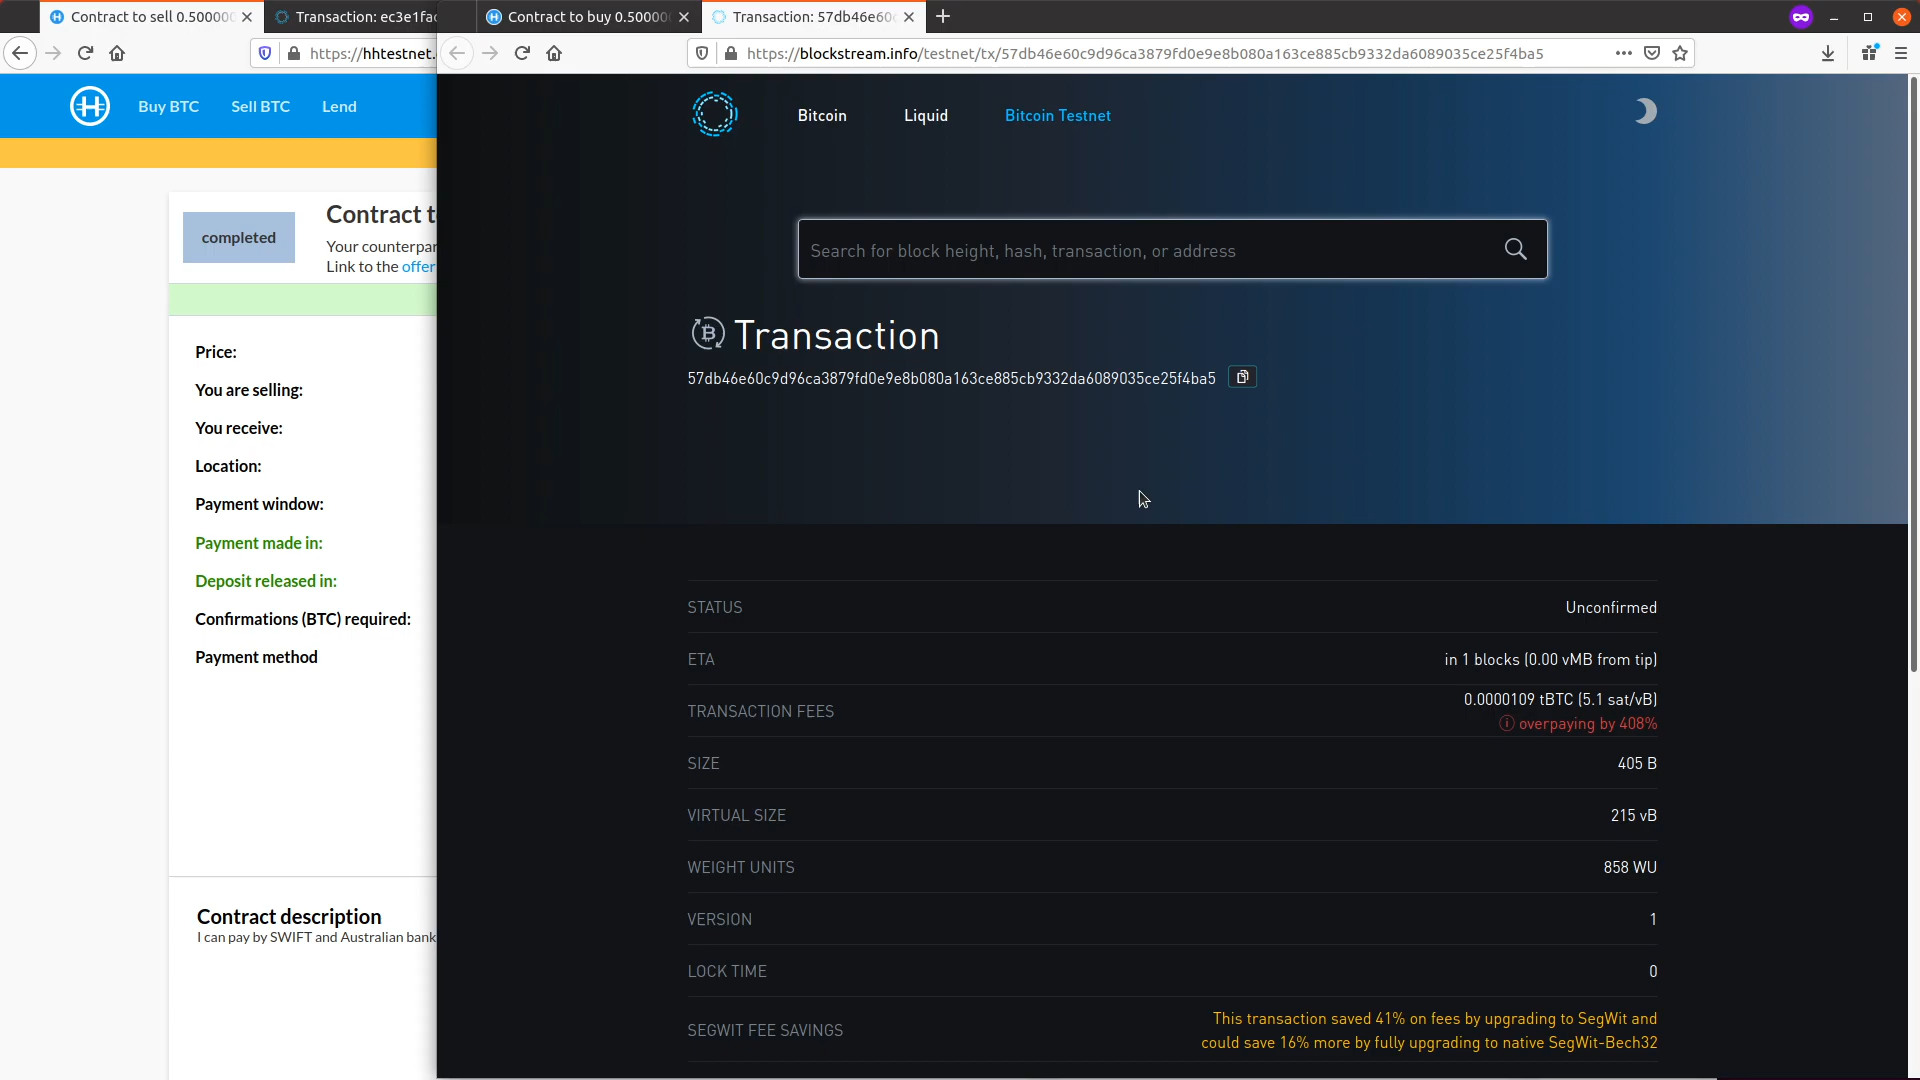 Contract to sell 0.500000
Transaction: ec3e1fac
Contract to buy 0.50000
Transaction: 57db46e60c
https://hhtestnet.
https://blockstream.info/testnet/tx/57db46e60c9d96ca3879fd0e9e8b080a163ce885cb9332da6089035ce25f4ba5
Buy BTC
Sell BTC
Lend
completed
Contract t
Your counterpar
Link to the offer
Price:
You are selling:
You receive:
Location:
Payment window:
Payment made in:
Deposit released in:
Confirmations (BTC) required:
Payment method
Contract description
I can pay by SWIFT and Australian bank
Bitcoin
Liquid
Bitcoin Testnet
Search for block height, hash, transaction, or address
Transaction
57db46e60c9d96ca3879fd0e9e8b080a163ce885cb9332da6089035ce25f4ba5
STATUS
Unconfirmed
ETA
in 1 blocks (0.00 vMB from tip)
TRANSACTION FEES
0.0000109 tBTC (5.1 sat/vB)
overpaying by 408%
SIZE
405 B
VIRTUAL SIZE
215 vB
WEIGHT UNITS
858 WU
VERSION
1
LOCK TIME
0
SEGWIT FEE SAVINGS
This transaction saved 41% on fees by upgrading to SegWit and
could save 16% more by fully upgrading to native SegWit-Bech32